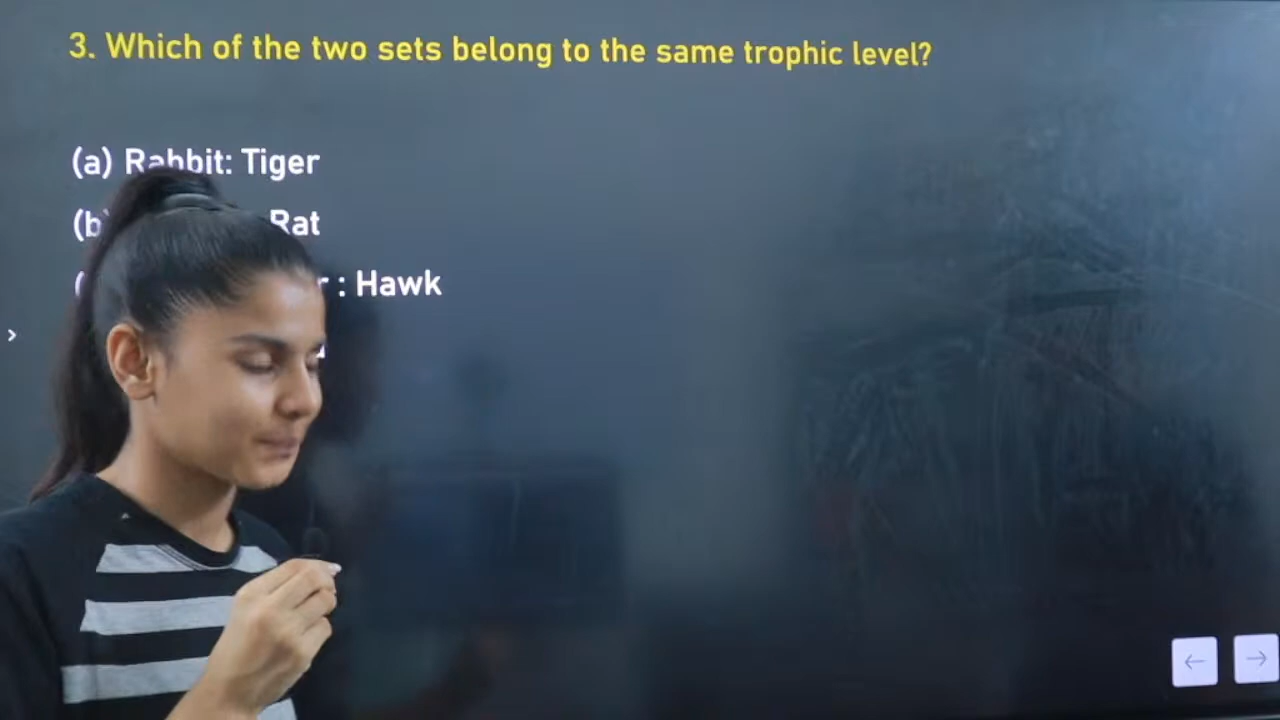 3. Which of the two sets belong to the same trophic level?
(a) Rabbit: Tiger
(b) Rat
: Hawk